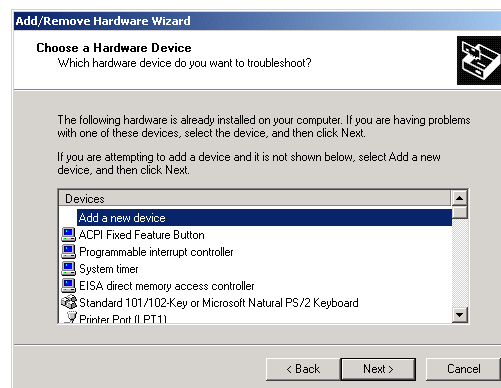 Add/Remove Hardware Wizard
Choose a Hardware Device
Which hardware device do you want to troubleshoot?
The following hardware is already installed on your computer. If you are having problems
with one of these devices, select the device, and then click Next.
If you are attempting to add a device and it is not shown below, select Add a new
device, and then click Next.
Devices
Add a new device
ACPI Fixed Feature Button
Programmable interrupt controller
System timer
EISA direct memory access controller
Standard 101/102-Key or Microsoft Natural PS/2 Keyboard
Printer Port (LPT1)
< Back
Next >
Cancel